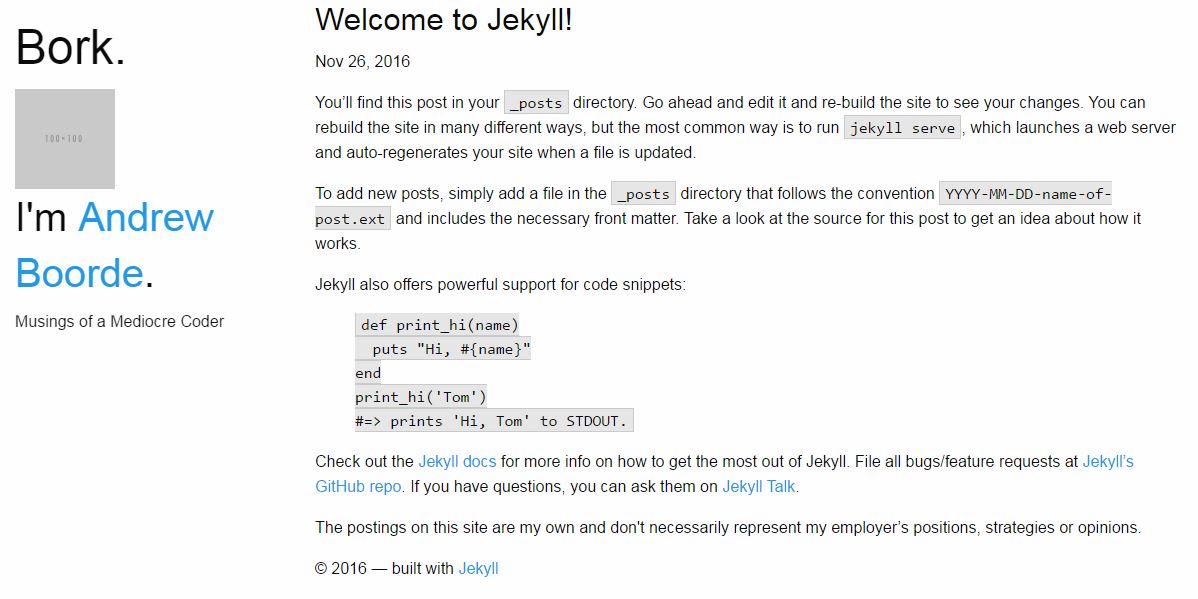 Bork.
100×100
I'm Andrew
Boorde.
Musings of a Mediocre Coder
Welcome to Jekyll!
Nov 26, 2016
You’ll find this post in your _posts directory. Go ahead and edit it and re-build the site to see your changes. You can
rebuild the site in many different ways, but the most common way is to run jekyll serve, which launches a web server
and auto-regenerates your site when a file is updated.
To add new posts, simply add a file in the _posts directory that follows the convention YYYY-MM-DD-name-of-
post.ext and includes the necessary front matter. Take a look at the source for this post to get an idea about how it
works.
Jekyll also offers powerful support for code snippets:
def print_hi(name)
  puts "Hi, #{name}"
end
print_hi('Tom')
#=> prints 'Hi, Tom' to STDOUT.
Check out the Jekyll docs for more info on how to get the most out of Jekyll. File all bugs/feature requests at Jekyll’s
GitHub repo. If you have questions, you can ask them on Jekyll Talk.
The postings on this site are my own and don't necessarily represent my employer’s positions, strategies or opinions.
© 2016 — built with Jekyll